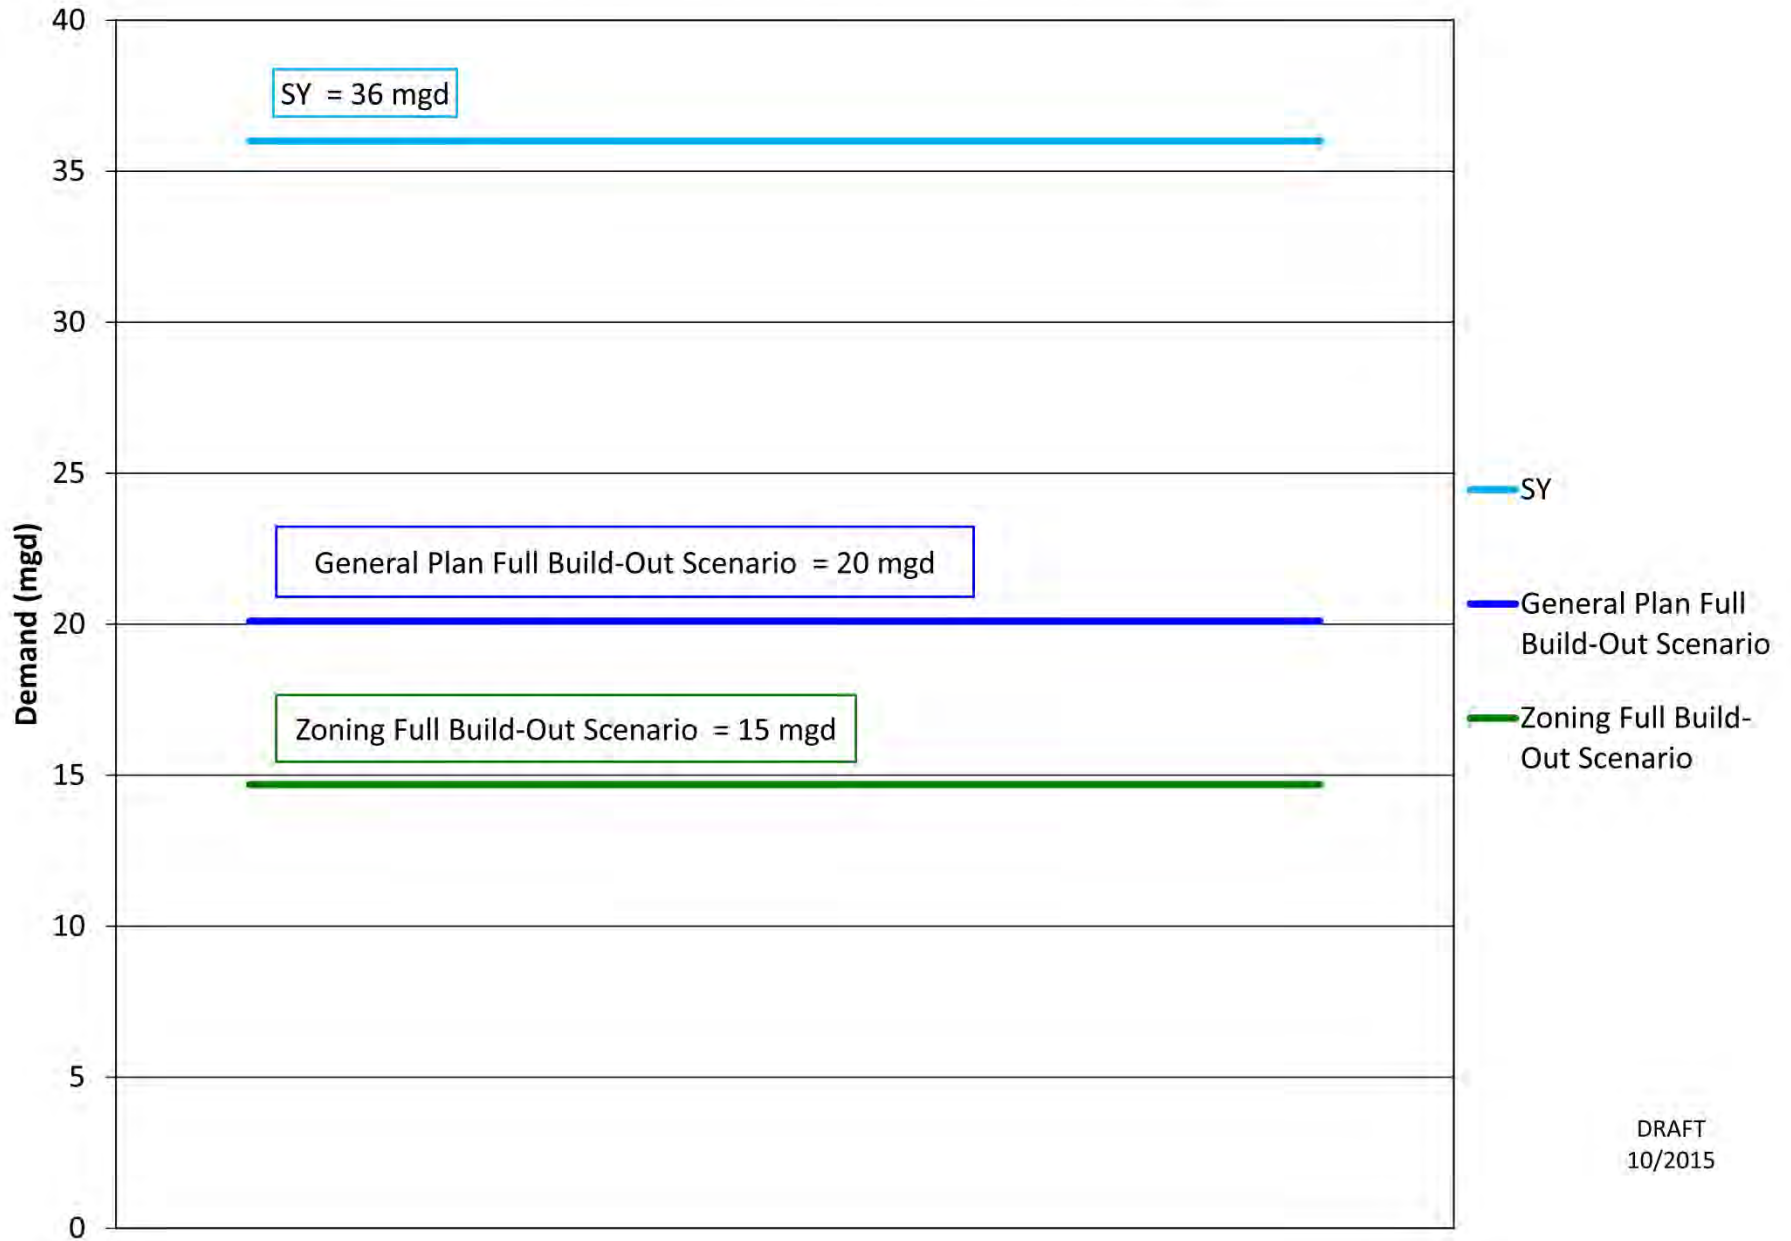 40
SY = 36 mgd
35
30
25
SY
General Plan Full Build-Out Scenario = 20 mgd
General Plan Full
Build-Out Scenario
20
Demand (mgd)
Zoning Full Build-Out Scenario = 15 mgd
Zoning Full Build-
Out Scenario
15
10
5
DRAFT
10/2015
0